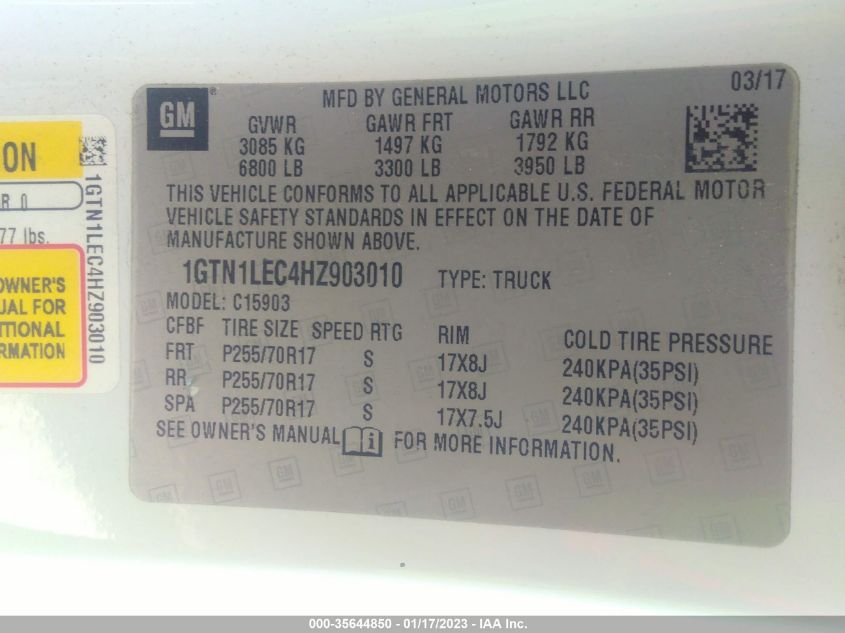 ON
R 0
77 lbs.
OWNER'S
UAL FOR
ITIONAL
RMATION
1GTN1LEC4HZ903010
GM®
MFD BY GENERAL MOTORS LLC
03/17
GVWR GAWR FRT GAWR RR
3085 KG 1497 KG 1792 KG
6800 LB 3300 LB 3950 LB
THIS VEHICLE CONFORMS TO ALL APPLICABLE U.S. FEDERAL MOTOR
VEHICLE SAFETY STANDARDS IN EFFECT ON THE DATE OF
MANUFACTURE SHOWN ABOVE.
1GTN1LEC4HZ903010 TYPE: TRUCK
MODEL: C15903
CFBF TIRE SIZE SPEED RTG RIM COLD TIRE PRESSURE
FRT P255/70R17 S 17X8J 240KPA(35PSI)
RR P255/70R17 S 17X8J 240KPA(35PSI)
SPA P255/70R17 S 17X7.5J 240KPA(35PSI)
SEE OWNER'S MANUAL FOR MORE INFORMATION.
000-35644850 - 01/17/2023 - IAA Inc.